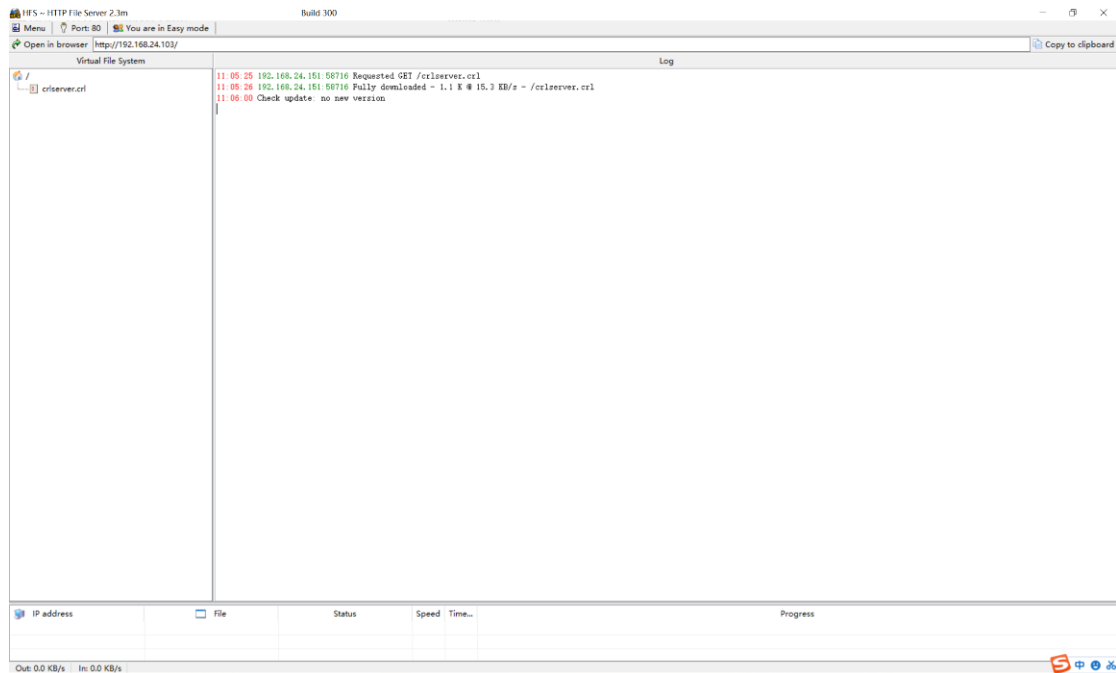 HFS ~ HTTP File Server 2.3m Build 300
Menu Port: 80 You are in Easy mode
Open in browser http://192.168.24.103/ Copy to clipboard
Virtual File System Log
/
crlserver.crl
11:05:25 192.168.24.151:58716 Requested GET /crlserver.crl
11:05:26 192.168.24.151:58716 Fully downloaded - 1.1 K @ 15.3 KB/s - /crlserver.crl
11:06:00 Check update: no new version
IP address File Status Speed Time... Progress
Out: 0.0 KB/s In: 0.0 KB/s
S 中